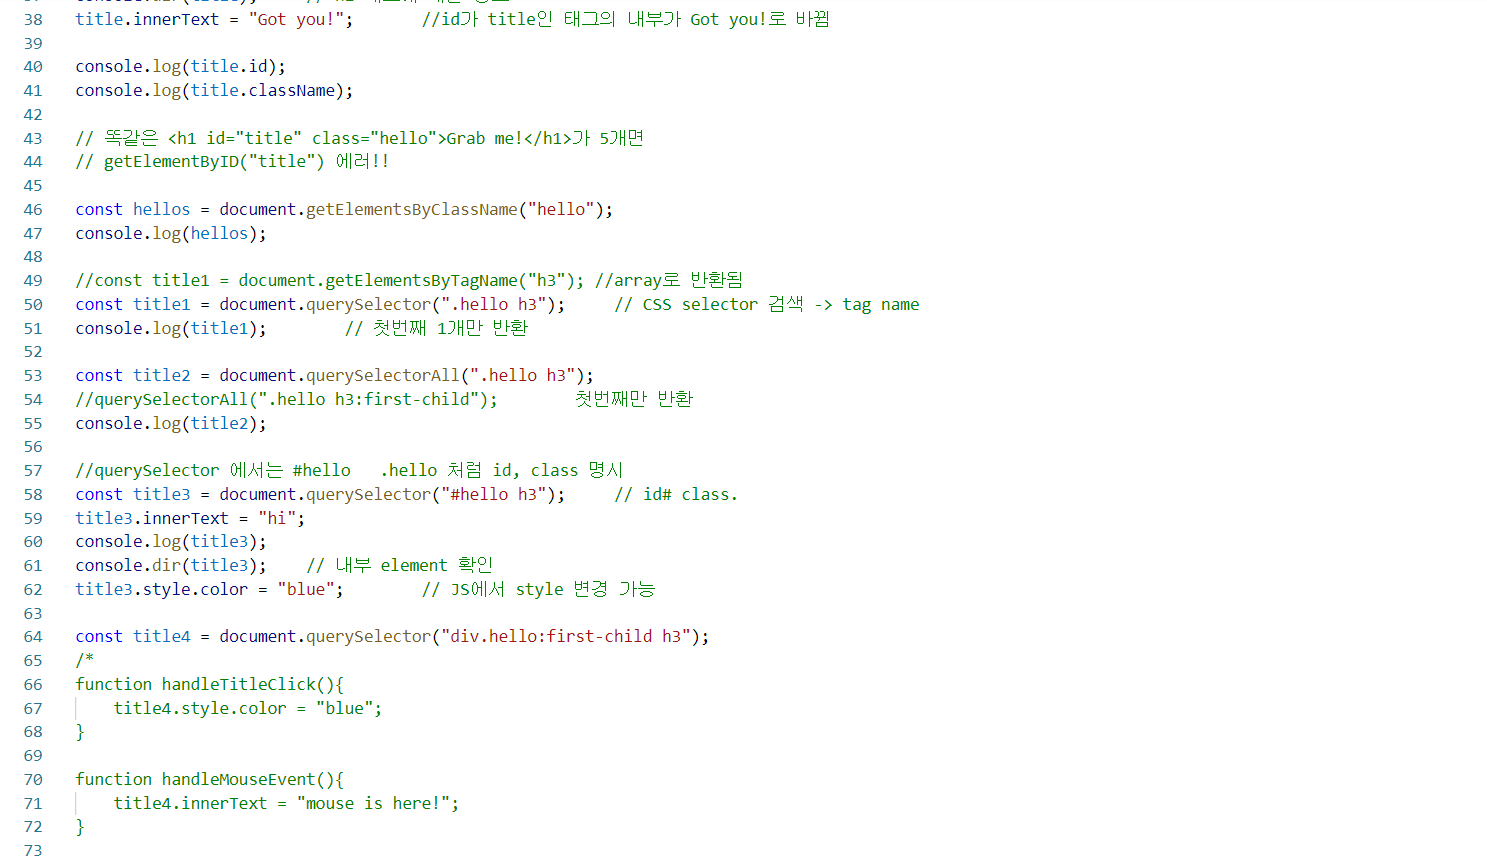 38 title.innerText = "Got you!"; //id가 title인 태그의 내부가 Got you!로 바뀜
39
40 console.log(title.id);
41 console.log(title.className);
42
43 // 똑같은 <h1 id="title" class="hello">Grab me!</h1>가 5개면
44 // getElementByID("title") 에러!!
45
46 const hellos = document.getElementsByClassName("hello");
47 console.log(hellos);
48
49 //const title1 = document.getElementsByTagName("h3"); //array로 반환됨
50 const title1 = document.querySelector(".hello h3"); // CSS selector 검색 -> tag name
51 console.log(title1); // 첫번째 1개만 반환
52
53 const title2 = document.querySelectorAll(".hello h3");
54 //querySelectorAll(".hello h3:first-child"); 첫번째만 반환
55 console.log(title2);
56
57 //querySelector 에서는 #hello .hello 처럼 id, class 명시
58 const title3 = document.querySelector("#hello h3"); // id# class.
59 title3.innerText = "hi";
60 console.log(title3);
61 console.dir(title3); // 내부 element 확인
62 title3.style.color = "blue"; // JS에서 style 변경 가능
63
64 const title4 = document.querySelector("div.hello:first-child h3");
65 /*
66 function handleTitleClick(){
67 title4.style.color = "blue";
68 }
69
70 function handleMouseEvent(){
71 title4.innerText = "mouse is here!";
72 }
73